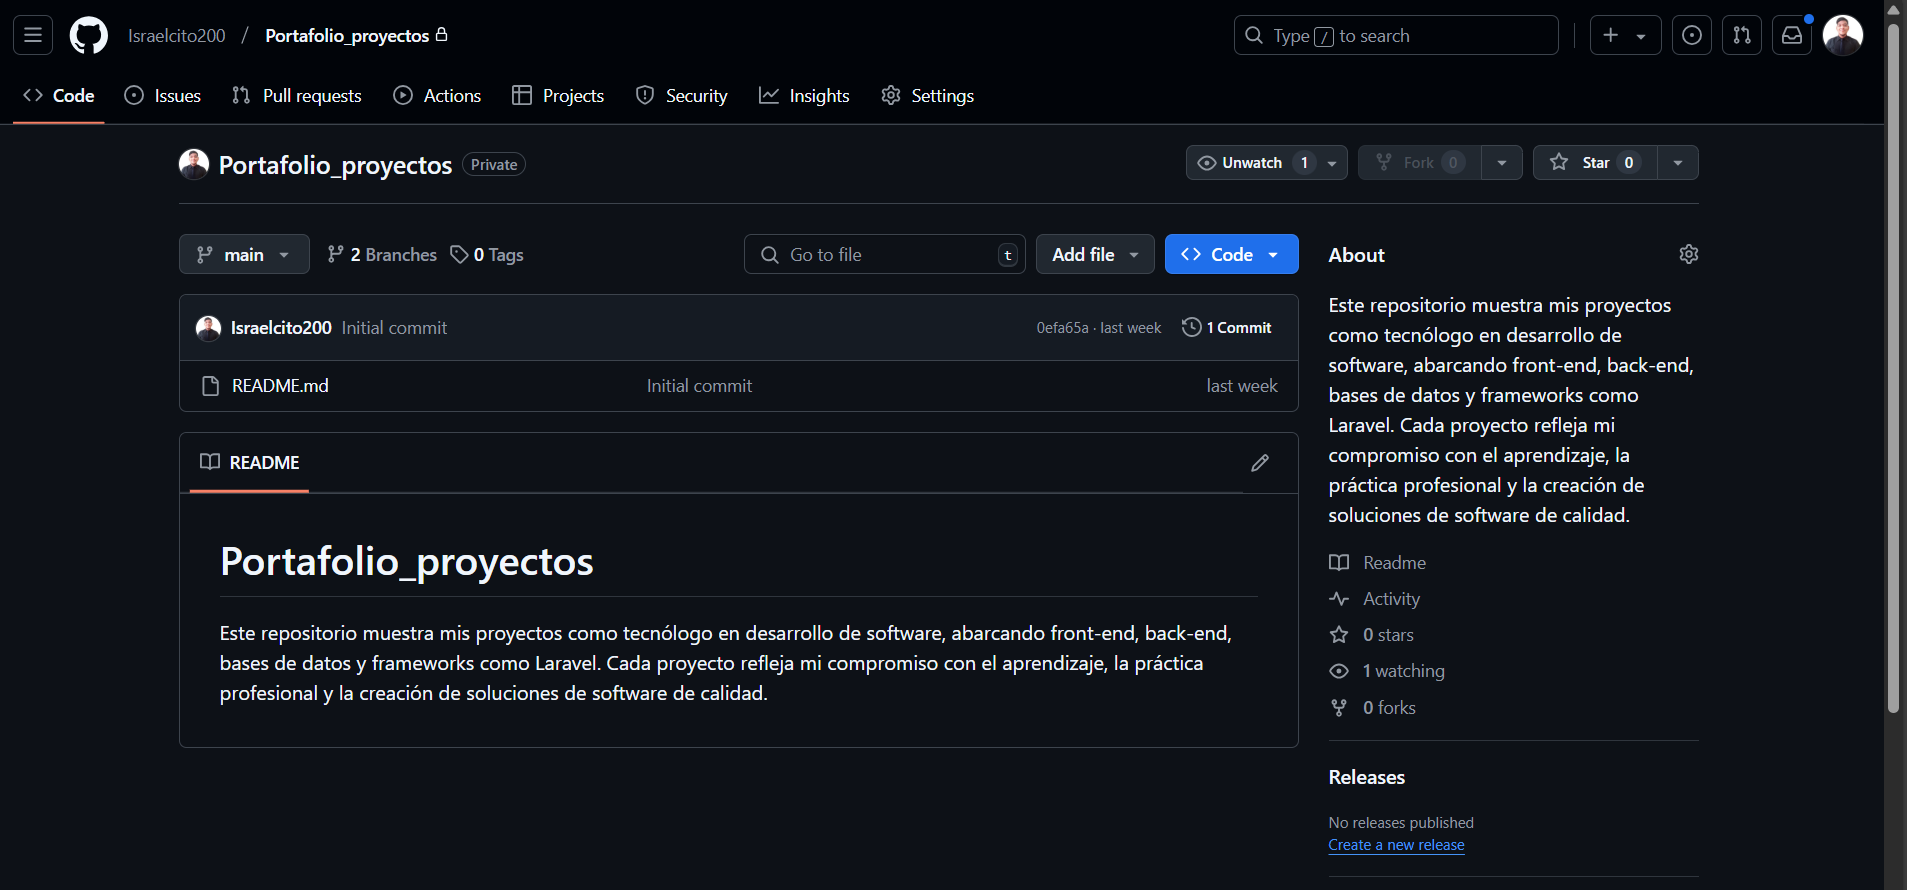 Israelcito200 / Portafolio_proyectos
Type / to search
Code
Issues
Pull requests
Actions
Projects
Security
Insights
Settings
Portafolio_proyectos Private
Unwatch 1
Fork 0
Star 0
main
2 Branches
0 Tags
Go to file t
Add file
Code
Israelcito200 Initial commit
0efa65a · last week
1 Commit
README.md
Initial commit
last week
README
Portafolio_proyectos
Este repositorio muestra mis proyectos como tecnólogo en desarrollo de software, abarcando front-end, back-end,
bases de datos y frameworks como Laravel. Cada proyecto refleja mi compromiso con el aprendizaje, la práctica
profesional y la creación de soluciones de software de calidad.
About
Este repositorio muestra mis proyectos
como tecnólogo en desarrollo de
software, abarcando front-end, back-end,
bases de datos y frameworks como
Laravel. Cada proyecto refleja mi
compromiso con el aprendizaje, la
práctica profesional y la creación de
soluciones de software de calidad.
Readme
Activity
0 stars
1 watching
0 forks
Releases
No releases published
Create a new release